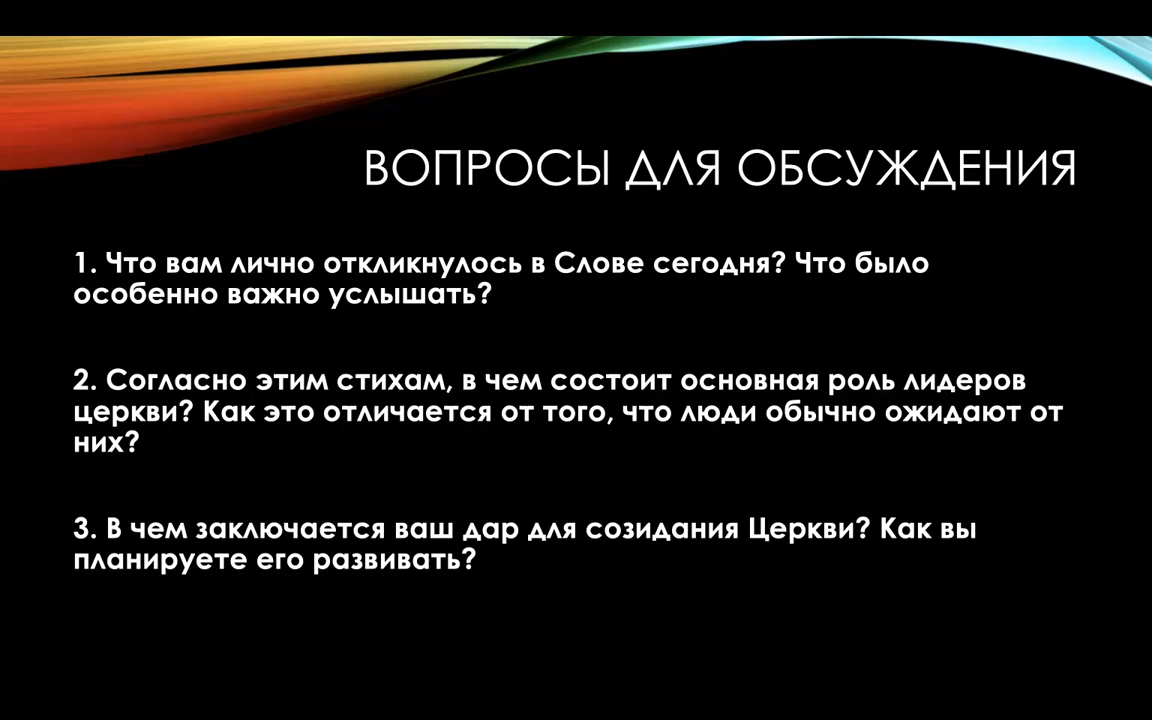 ВОПРОСЫ ДЛЯ ОБСУЖДЕНИЯ
1. Что вам лично откликнулось в Слове сегодня? Что было
особенно важно услышать?
2. Согласно этим стихам, в чем состоит основная роль лидеров
церкви? Как это отличается от того, что люди обычно ожидают от
них?
3. В чем заключается ваш дар для созидания Церкви? Как вы
планируете его развивать?